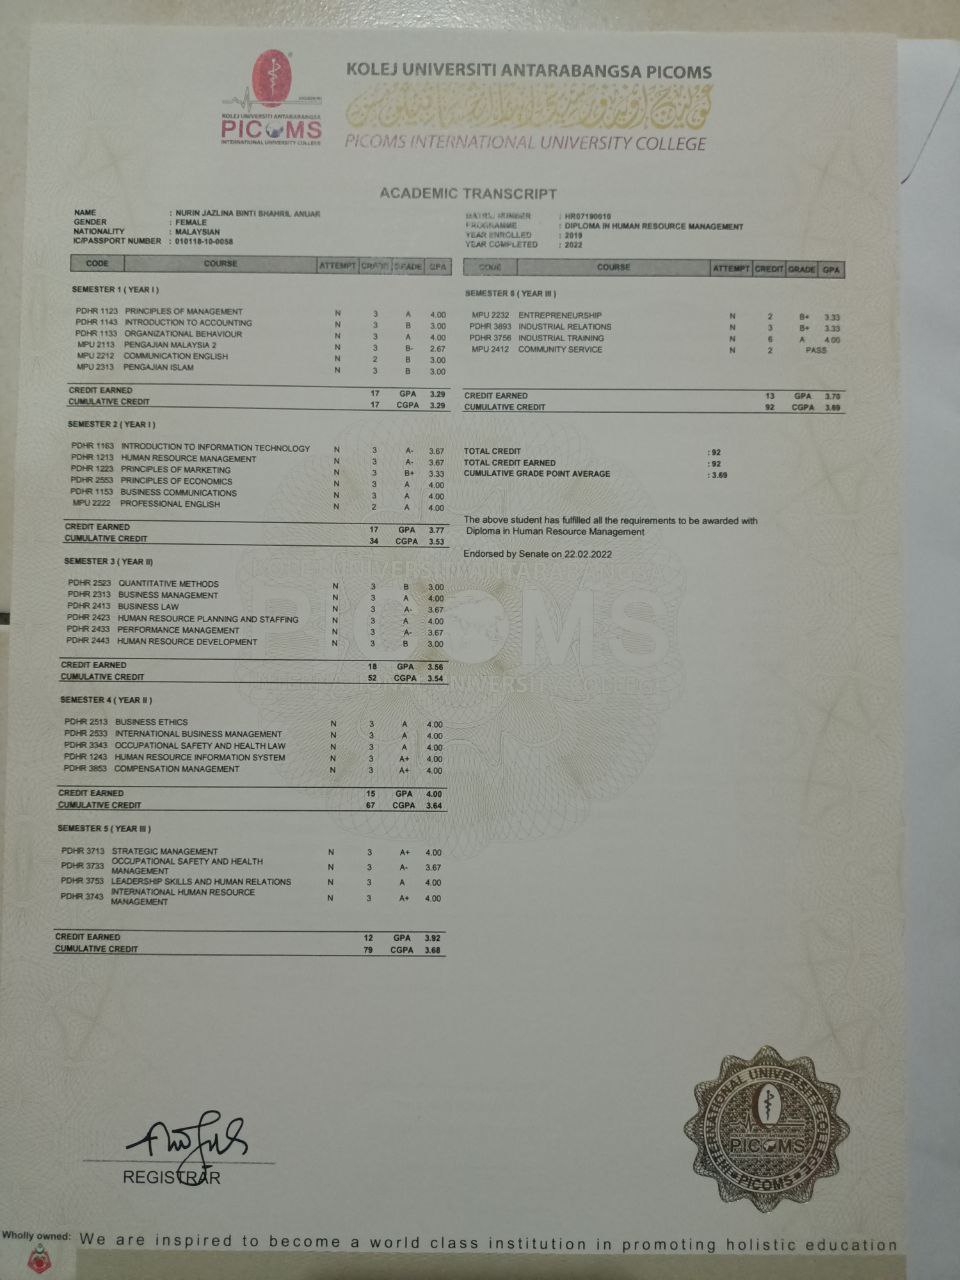 KOLEJ UNIVERSITI ANTARABANGSA
PICOMS
INTERNATIONAL UNIVERSITY COLLEGE
KOLEJ UNIVERSITI ANTARABANGSA PICOMS
PICOMS INTERNATIONAL UNIVERSITY COLLEGE
ACADEMIC TRANSCRIPT
NAME : NURIN JAZLINA BINTI SHAHRIL ANUAR
GENDER : FEMALE
NATIONALITY : MALAYSIAN
IC/PASSPORT NUMBER : 010118-10-0058
MATRIC NUMBER : HR07190010
PROGRAMME : DIPLOMA IN HUMAN RESOURCE MANAGEMENT
YEAR ENROLLED : 2019
YEAR COMPLETED : 2022
CODE COURSE ATTEMPT CREDIT GRADE GPA
SEMESTER 1 ( YEAR I )
PDHR 1123 PRINCIPLES OF MANAGEMENT N 3 A 4.00
PDHR 1143 INTRODUCTION TO ACCOUNTING N 3 B 3.00
PDHR 1133 ORGANIZATIONAL BEHAVIOUR N 3 A 4.00
MPU 2113 PENGAJIAN MALAYSIA 2 N 3 B- 2.67
MPU 2212 COMMUNICATION ENGLISH N 2 B 3.00
MPU 2313 PENGAJIAN ISLAM N 3 B 3.00
CREDIT EARNED 17 GPA 3.29
CUMULATIVE CREDIT 17 CGPA 3.29
SEMESTER 2 ( YEAR I )
PDHR 1163 INTRODUCTION TO INFORMATION TECHNOLOGY N 3 A- 3.67
PDHR 1213 HUMAN RESOURCE MANAGEMENT N 3 A- 3.67
PDHR 1223 PRINCIPLES OF MARKETING N 3 B+ 3.33
PDHR 2553 PRINCIPLES OF ECONOMICS N 3 A 4.00
PDHR 1153 BUSINESS COMMUNICATIONS N 3 A 4.00
MPU 2222 PROFESSIONAL ENGLISH N 2 A 4.00
CREDIT EARNED 17 GPA 3.77
CUMULATIVE CREDIT 34 CGPA 3.53
SEMESTER 3 ( YEAR II)
PDHR 2523 QUANTITATIVE METHODS N 3 B 3.00
PDHR 2313 BUSINESS MANAGEMENT N 3 A 4.00
PDHR 2413 BUSINESS LAW N 3 A- 3.67
PDHR 2423 HUMAN RESOURCE PLANNING AND STAFFING N 3 A 4.00
PDHR 2433 PERFORMANCE MANAGEMENT N 3 A- 3.67
PDHR 2443 HUMAN RESOURCE DEVELOPMENT N 3 B 3.00
CREDIT EARNED 18 GPA 3.56
CUMULATIVE CREDIT 52 CGPA 3.54
SEMESTER 4 ( YEAR II )
PDHR 2513 BUSINESS ETHICS N 3 A 4.00
PDHR 2533 INTERNATIONAL BUSINESS MANAGEMENT N 3 A 4.00
PDHR 3343 OCCUPATIONAL SAFETY AND HEALTH LAW N 3 A 4.00
PDHR 1243 HUMAN RESOURCE INFORMATION SYSTEM N 3 A+ 4.00
PDHR 3853 COMPENSATION MANAGEMENT N 3 A+ 4.00
CREDIT EARNED 15 GPA 4.00
CUMULATIVE CREDIT 67 CGPA 3.64
SEMESTER 5 ( YEAR III )
PDHR 3713 STRATEGIC MANAGEMENT N 3 A+ 4.00
PDHR 3733 OCCUPATIONAL SAFETY AND HEALTH
MANAGEMENT N 3 A- 3.67
PDHR 3753 LEADERSHIP SKILLS AND HUMAN RELATIONS N 3 A 4.00
PDHR 3743 INTERNATIONAL HUMAN RESOURCE
MANAGEMENT N 3 A+ 4.00
CREDIT EARNED 12 GPA 3.92
CUMULATIVE CREDIT 79 CGPA 3.68
CODE COURSE ATTEMPT CREDIT GRADE GPA
SEMESTER 6 ( YEAR III )
MPU 2232 ENTREPRENEURSHIP N 2 B+ 3.33
PDHR 3893 INDUSTRIAL RELATIONS N 3 B+ 3.33
PDHR 3756 INDUSTRIAL TRAINING N 6 A 4.00
MPU 2412 COMMUNITY SERVICE N 2 PASS
CREDIT EARNED 13 GPA 3.70
CUMULATIVE CREDIT 92 CGPA 3.69
TOTAL CREDIT : 92
TOTAL CREDIT EARNED : 92
CUMULATIVE GRADE POINT AVERAGE : 3.69
The above student has fulfilled all the requirements to be awarded with
Diploma in Human Resource Management
Endorsed by Senate on 22.02.2022
REGISTRAR
INTERNATIONAL UNIVERSITY COLLEGE
PICOMS
PICOMS
Wholly owned:
We are inspired to become a world class institution in promoting holistic education